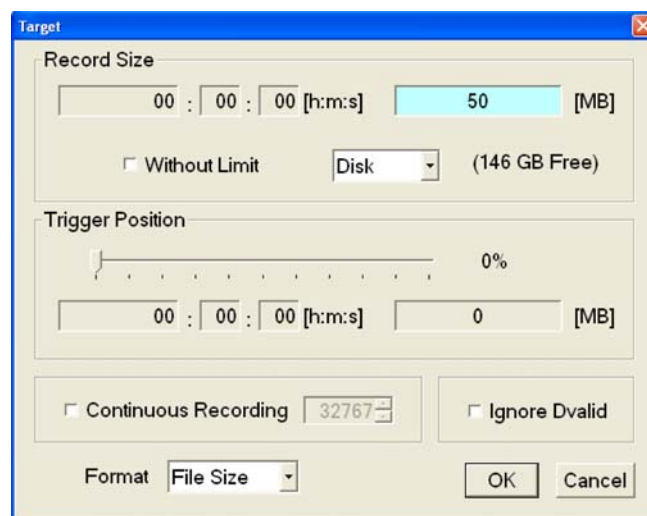 Target
Record Size
00 : 00 : 00 [h:m:s] 50 [MB]
Without Limit Disk (146 GB Free)
Trigger Position
0%
00 : 00 : 00 [h:m:s] 0 [MB]
Continuous Recording 32767 Ignore Dvalid
Format File Size OK Cancel